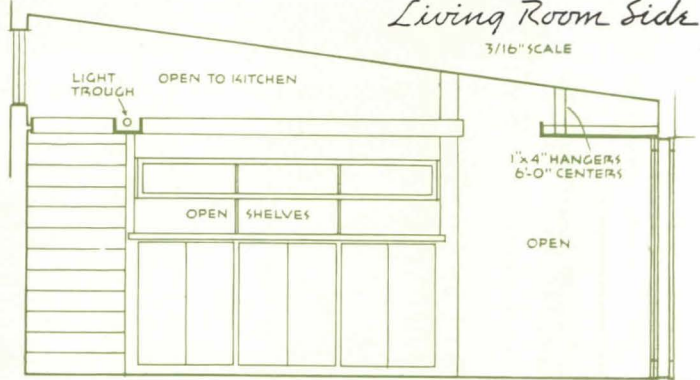 Living Room Side
3/16" SCALE
LIGHT
TROUGH
OPEN TO KITCHEN
1"x4" HANGERS
6'-0" CENTERS
OPEN SHELVES
OPEN